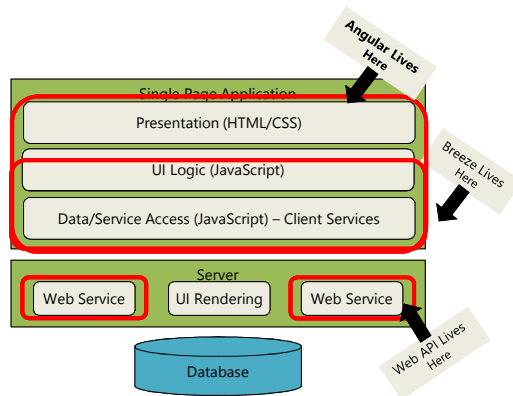 Angular Lives
Here
Single Page Application
Presentation (HTML/CSS)
Breeze Lives
Here
UI Logic (JavaScript)
Data/Service Access (JavaScript) – Client Services
Server
Web Service
UI Rendering
Web Service
Web API Lives
Here
Database